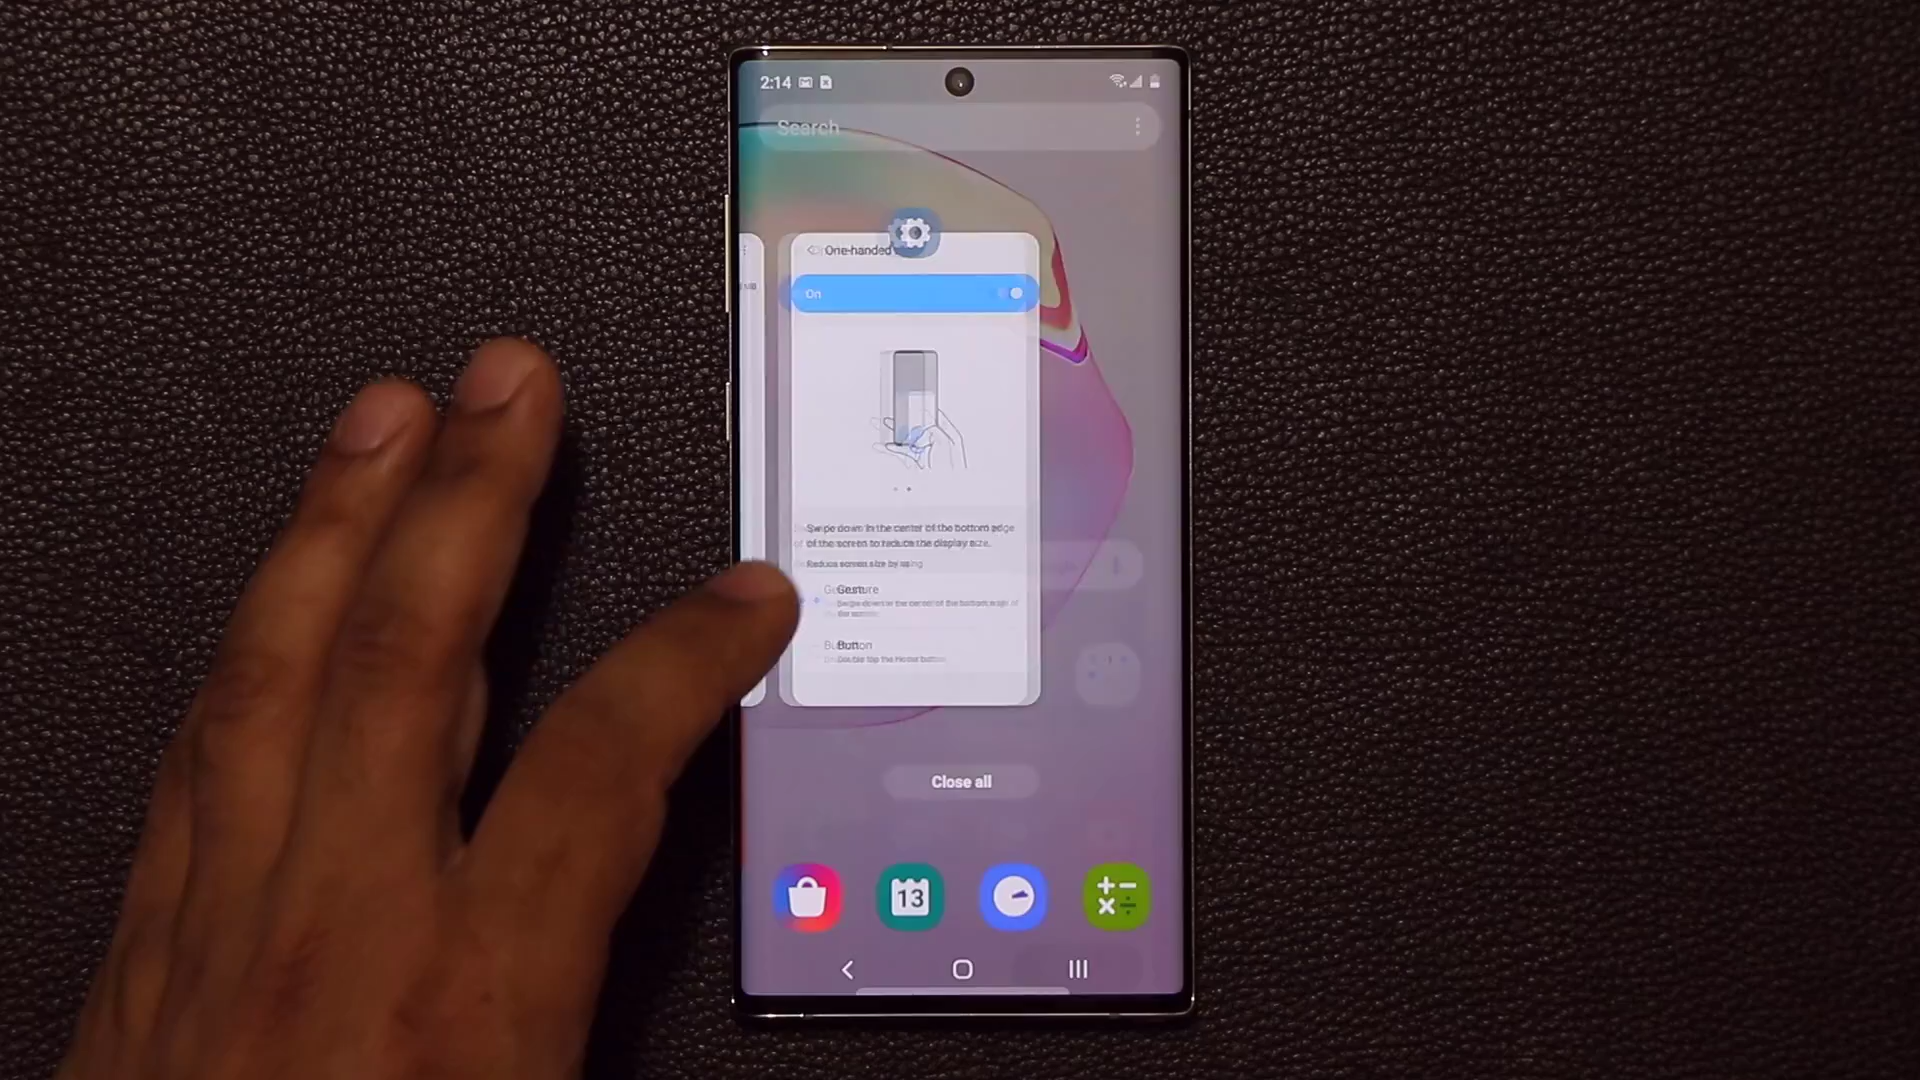 2:14
Search
One-handed
MB
On
Swipe down in the center of the bottom edge
of the screen to reduce the display size.
Reduce screen size by using
Gesture
Swipe down in the center of the bottom edge of
the screen.
Button
Double tap the Home button
Close all
13